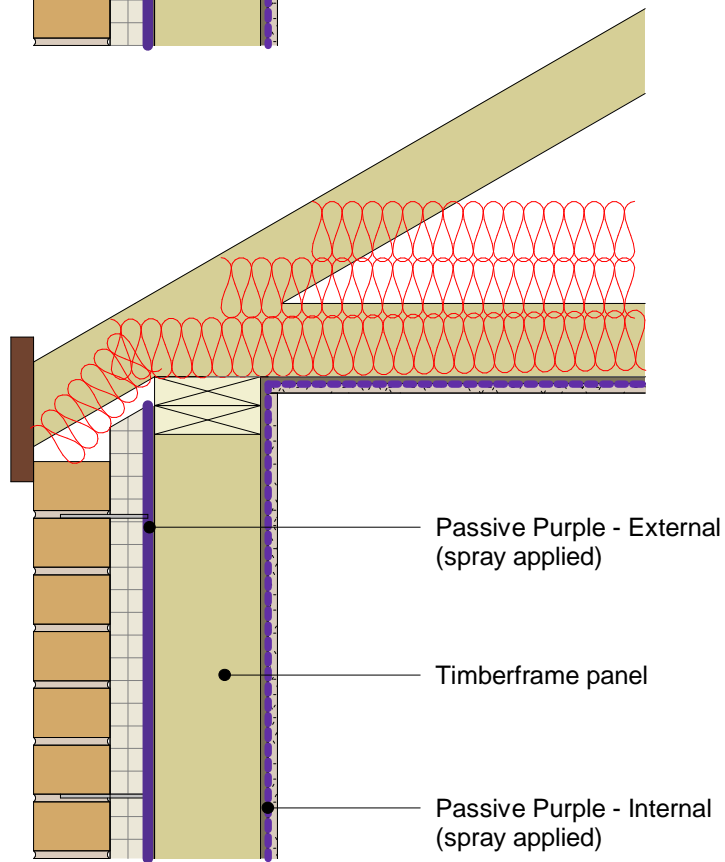 Passive Purple - External
(spray applied)
Timberframe panel
Passive Purple - Internal
(spray applied)